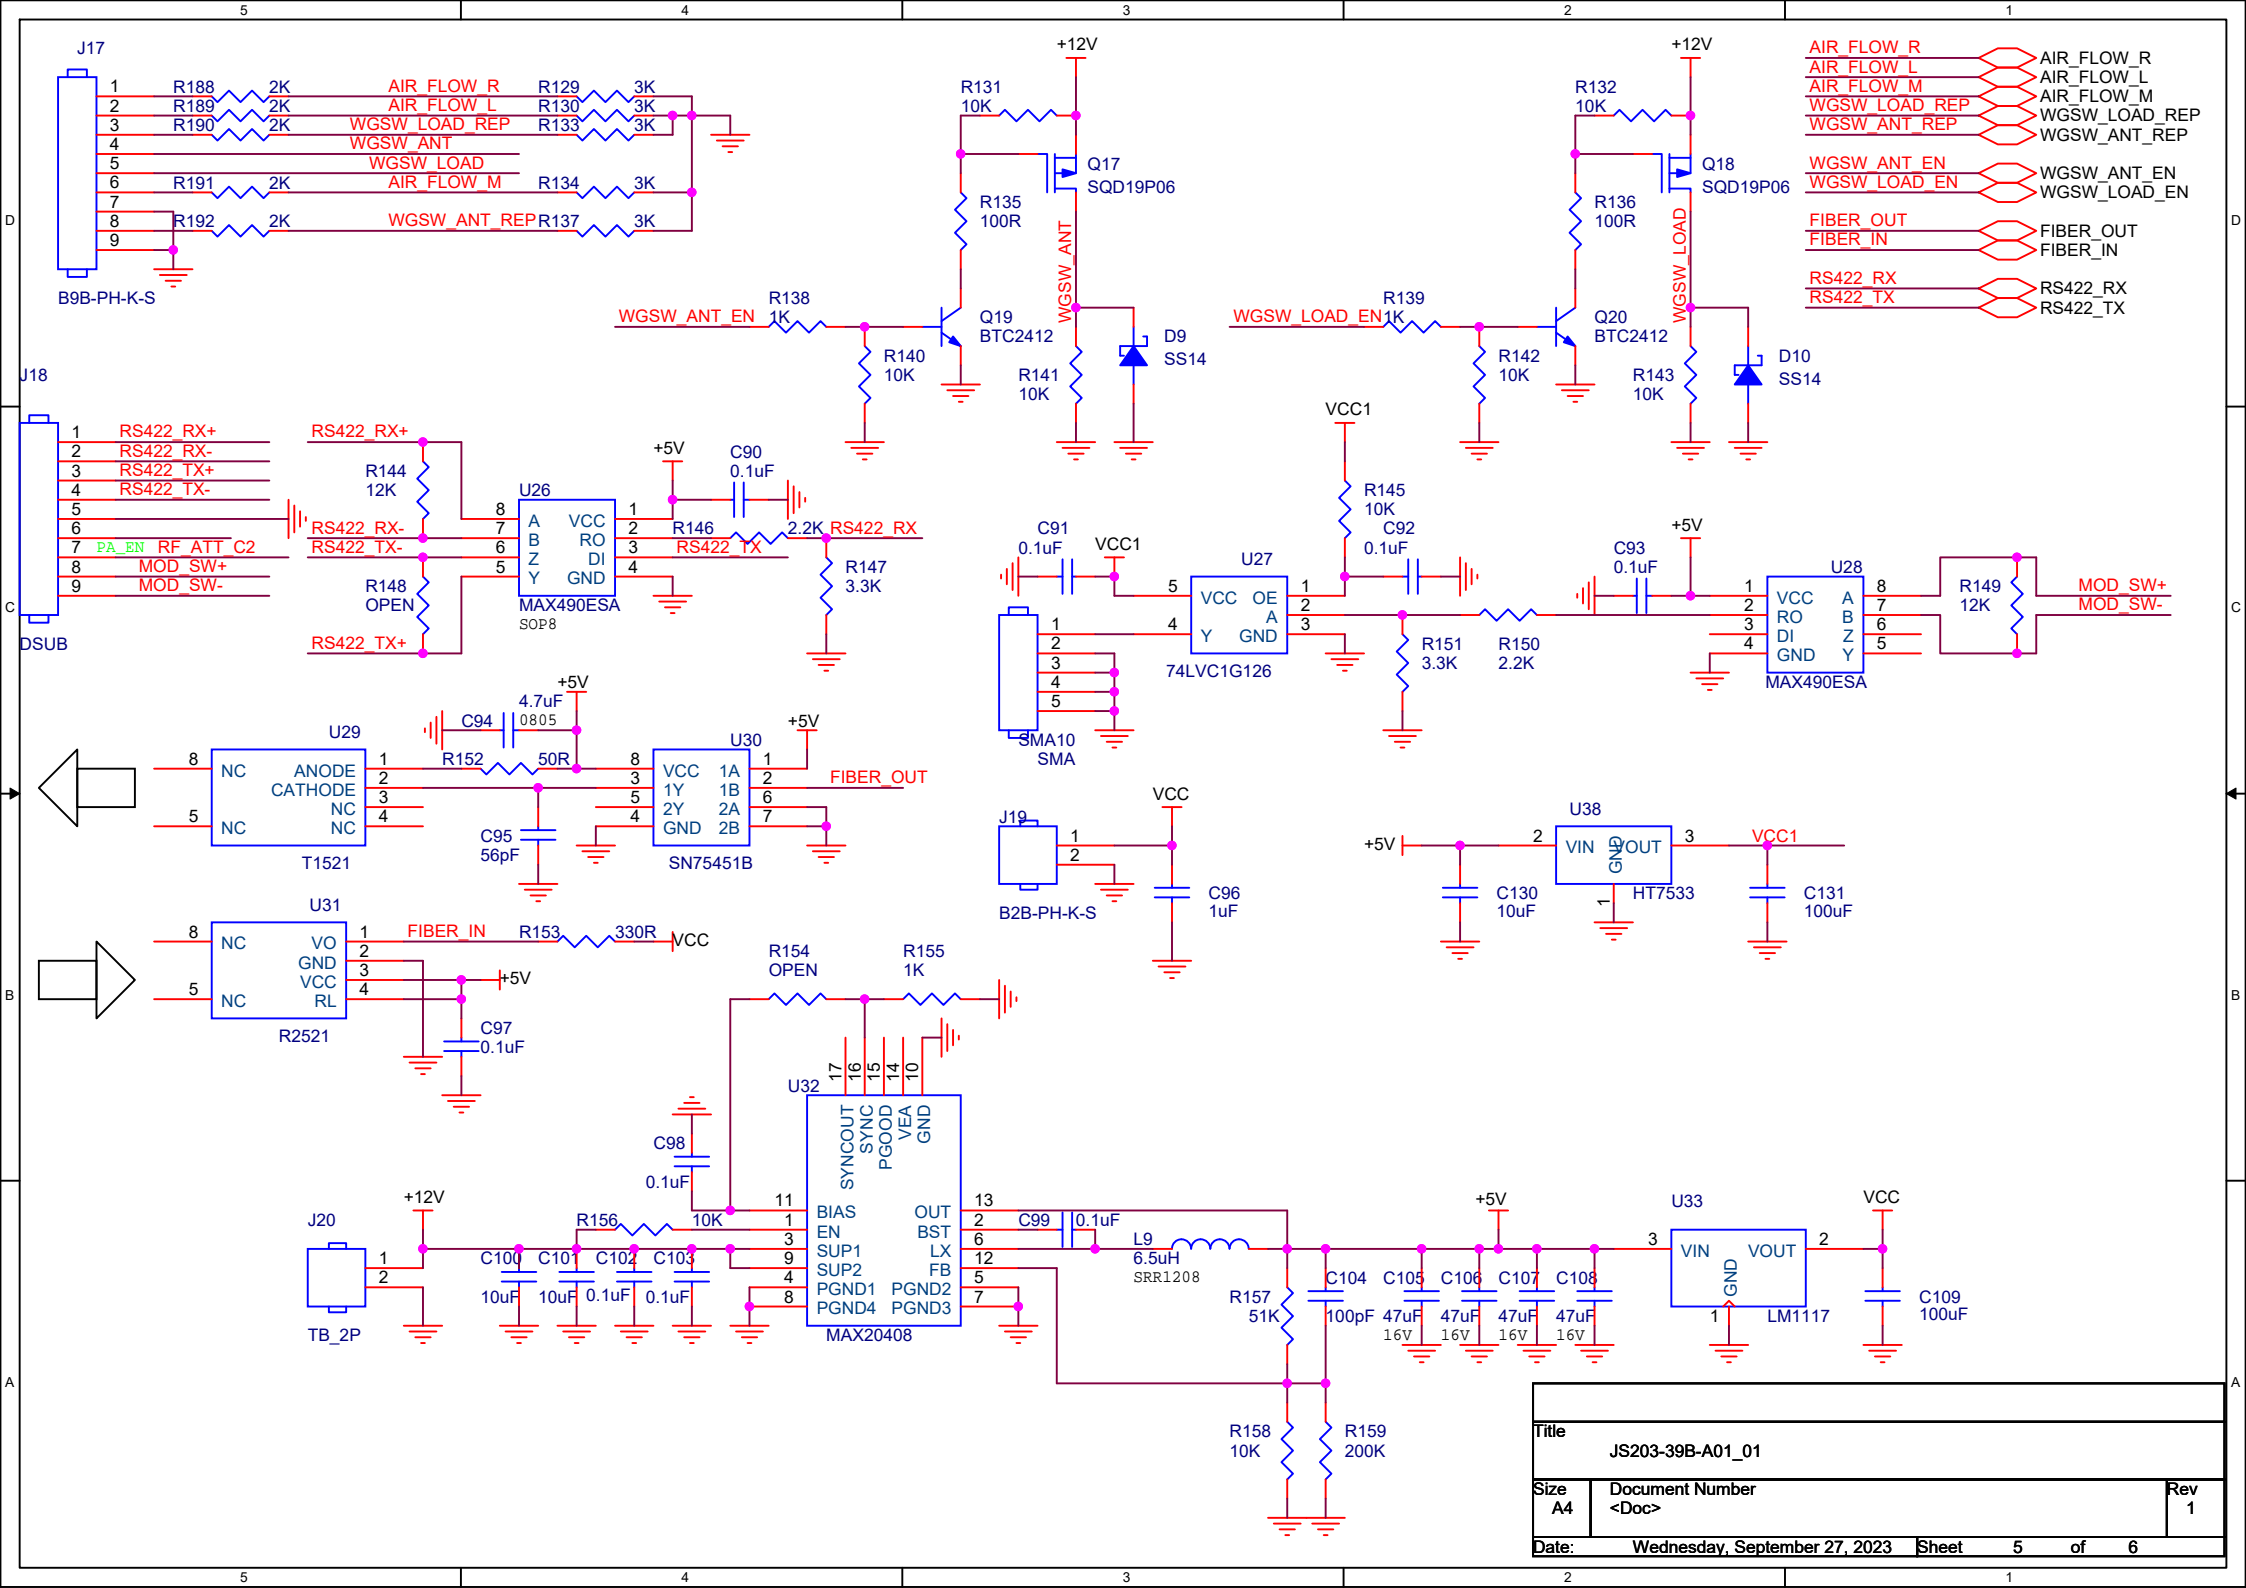 5 4 3 2 1
J17
1
2
3
4
5
6
7
8
9
B9B-PH-K-S
R188 2K AIR_FLOW_R R129 3K
R189 2K AIR_FLOW_L R130 3K
R190 2K WGSW_LOAD_REP R133 3K
WGSW_ANT
WGSW_LOAD
R191 2K AIR_FLOW_M R134 3K
R192 2K WGSW_ANT_REP R137 3K
+12V
R131
10K
Q17
SQD19P06
R135
100R
WGSW_ANT
WGSW_ANT_EN
R138
1K
Q19
BTC2412
R140
10K
R141
10K
D9
SS14
+12V
R132
10K
Q18
SQD19P06
R136
100R
WGSW_LOAD
WGSW_LOAD_EN
R139
1K
Q20
BTC2412
R142
10K
R143
10K
D10
SS14
AIR_FLOW_R AIR_FLOW_R
AIR_FLOW_L AIR_FLOW_L
AIR_FLOW_M AIR_FLOW_M
WGSW_LOAD_REP WGSW_LOAD_REP
WGSW_ANT_REP WGSW_ANT_REP
WGSW_ANT_EN WGSW_ANT_EN
WGSW_LOAD_EN WGSW_LOAD_EN
FIBER_OUT FIBER_OUT
FIBER_IN FIBER_IN
RS422_RX RS422_RX
RS422_TX RS422_TX
D D
J18
1 RS422_RX+
2 RS422_RX-
3 RS422_TX+
4 RS422_TX-
5
6
7 PA_EN RF_ATT_C2
8 MOD_SW+
9 MOD_SW-
DSUB
RS422_RX+
R144
12K
RS422_RX-
RS422_TX-
R148
OPEN
RS422_TX+
U26
8 A VCC 1
7 B RO 2
6 Z DI 3
5 Y GND 4
MAX490ESA
SOP8
+5V
C90
0.1uF
R146 2.2K RS422_RX
RS422_TX
R147
3.3K
VCC1
R145
10K
C91
0.1uF
VCC1
C92
0.1uF
U27
5 VCC OE 1
A 2
4 Y GND 3
74LVC1G126
1
2
3
4
5
SMA10
SMA
R151
3.3K
R150
2.2K
+5V
C93
0.1uF
U28
1 VCC A 8
2 RO B 7
3 DI Z 6
4 GND Y 5
MAX490ESA
R149
12K
MOD_SW+
MOD_SW-
C C
+5V
4.7uF
C94 0805
U29
8 NC ANODE 1
CATHODE 2
NC 3
5 NC NC 4
T1521
R152 50R
C95
56pF
U30
8 VCC 1A 1
3 1Y 1B 2
5 2Y 2A 6
4 GND 2B 7
SN75451B
+5V
FIBER_OUT
VCC
J19
1
2
B2B-PH-K-S
C96
1uF
U38
+5V
2 VIN VOUT 3
GND
1
HT7533
VCC1
C130
10uF
C131
100uF
U31
8 NC VO 1
GND 2
VCC 3
5 NC RL 4
R2521
FIBER_IN R153 330R VCC
+5V
C97
0.1uF
B B
R154
OPEN
R155
1K
U32
17 16 15 14 10
SYNCOUT
SYNC
PGOOD
VEA
GND
11 BIAS OUT 13
1 EN BST 2
3 SUP1 LX 6
9 SUP2 FB 12
4 PGND1 PGND2 5
8 PGND4 PGND3 7
MAX20408
C98
0.1uF
+12V
J20
1
2
TB_2P
R156 10K
C100 C101 C102 C103
10uF 10uF 0.1uF 0.1uF
C99 0.1uF
L9
6.5uH
SRR1208
R157
51K
C104
100pF
C105 C106 C107 C108
47uF 47uF 47uF 47uF
16V 16V 16V 16V
+5V
U33
3 VIN VOUT 2
GND
1
LM1117
VCC
C109
100uF
R158
10K
R159
200K
A A
Title
JS203-39B-A01_01
Size Document Number Rev
A4 <Doc> 1
Date: Wednesday, September 27, 2023 Sheet 5 of 6
5 4 3 2 1